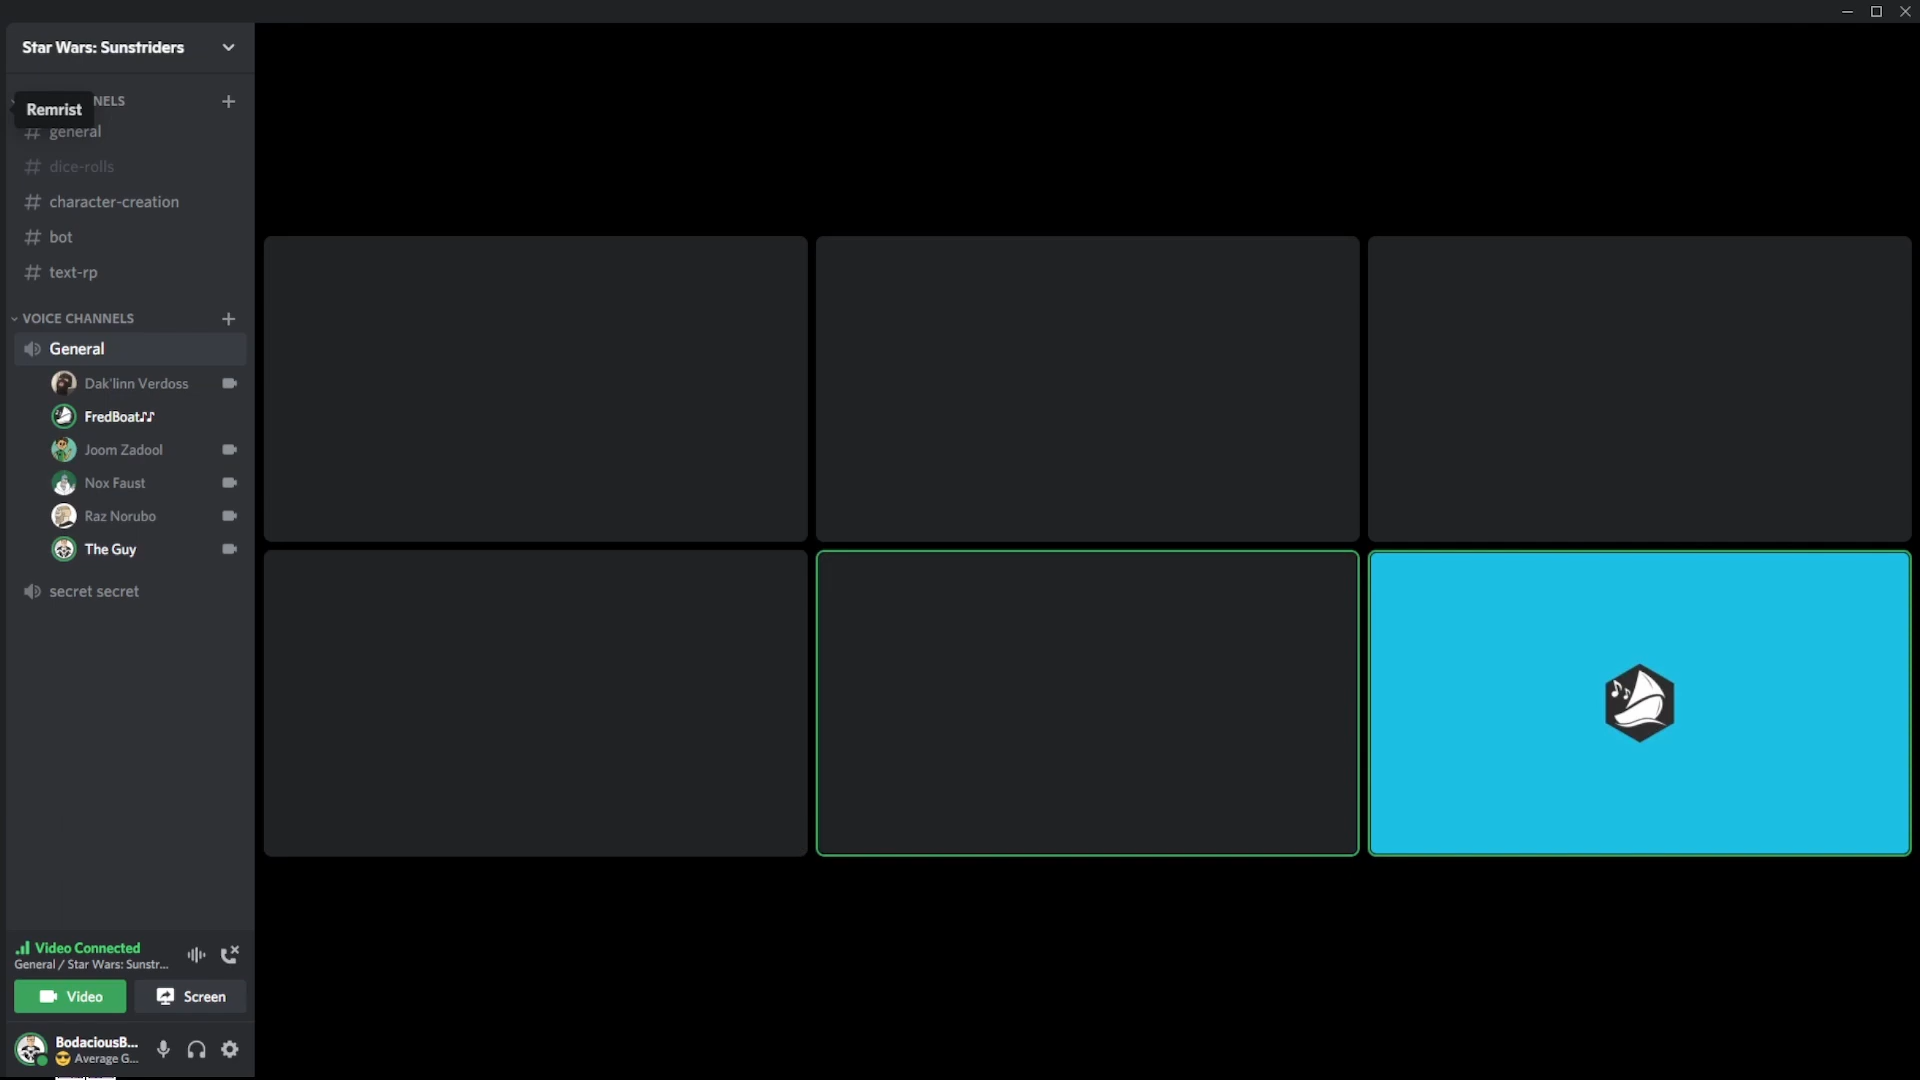 Star Wars: Sunstriders
NELS
Remrist
# general
# dice-rolls
# character-creation
# bot
# text-rp
VOICE CHANNELS
General
Dak'linn Verdoss
FredBoat🎶
Joom Zadool
Nox Faust
Raz Norubo
The Guy
secret secret
Video Connected
General / Star Wars: Sunstr...
Video
Screen
BodaciousB...
😎 Average G...